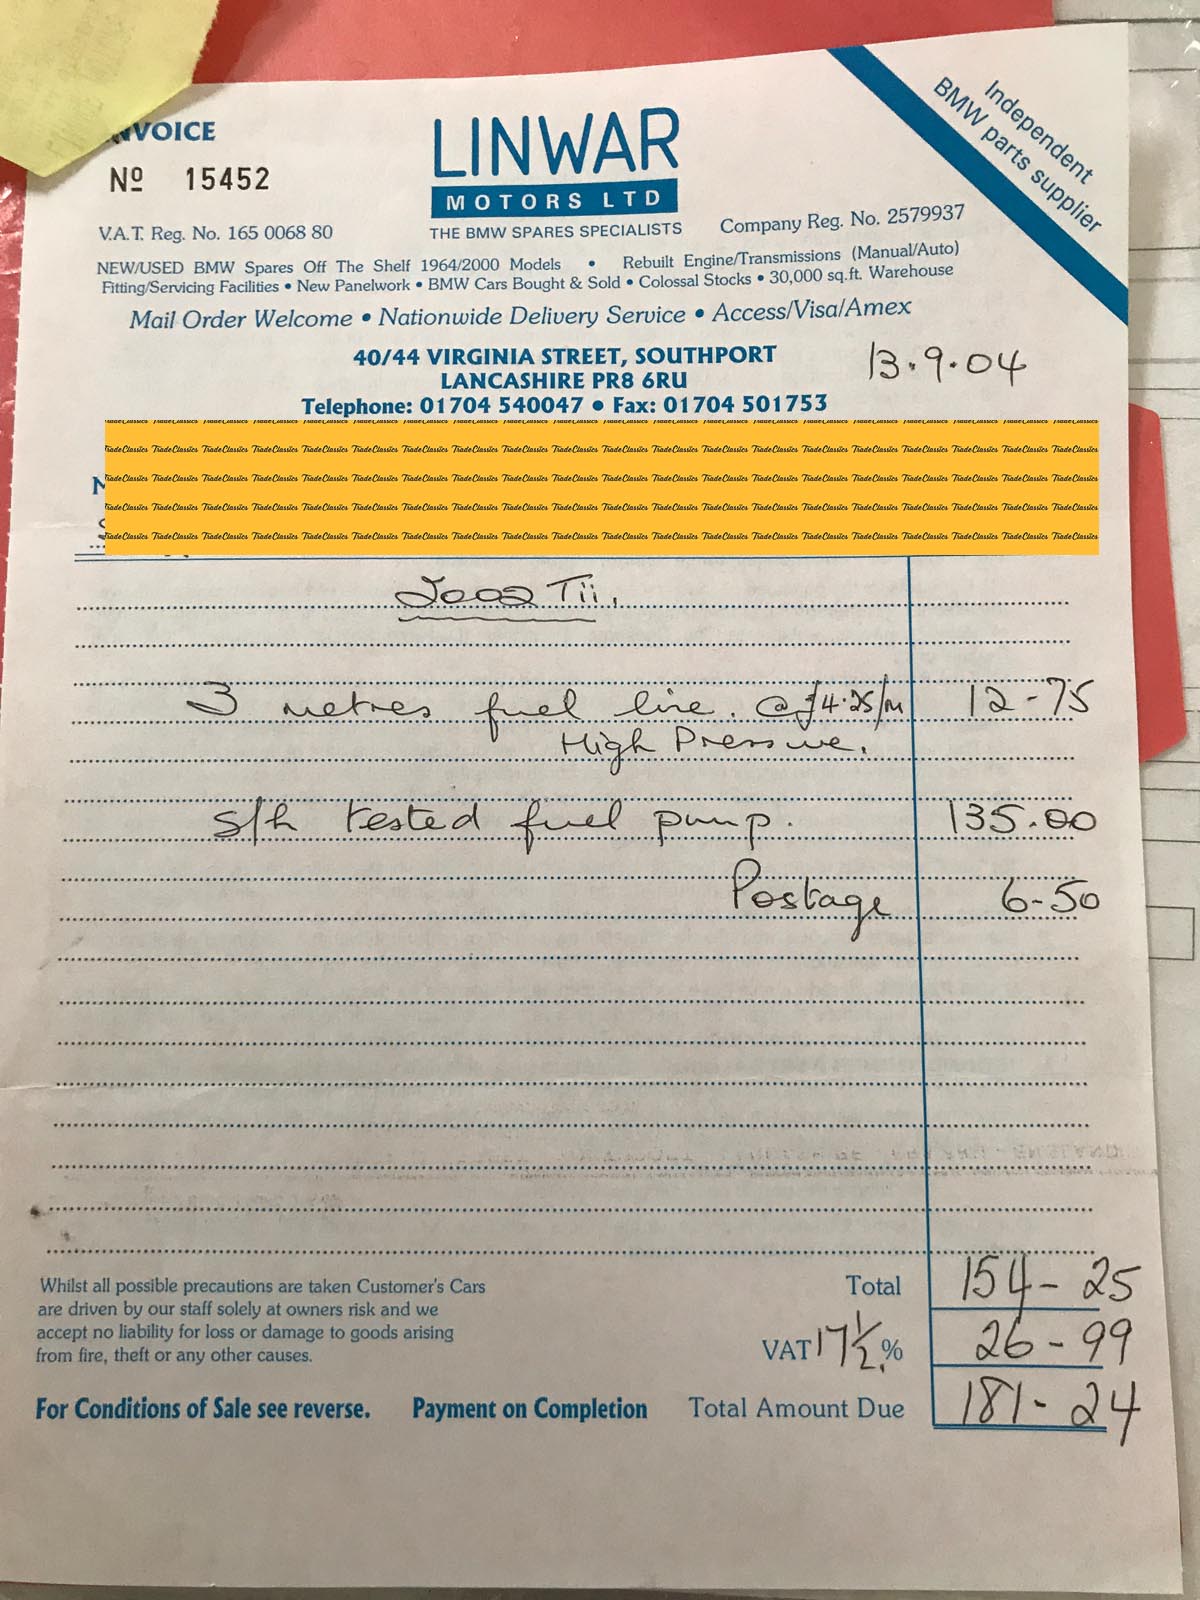 NVOICE
Nº 15452
LINWAR
MOTORS LTD
THE BMW SPARES SPECIALISTS
Independent
BMW parts supplier
V.A.T. Reg. No. 165 0068 80
Company Reg. No. 2579937
NEW/USED BMW Spares Off The Shelf 1964/2000 Models • Rebuilt Engine/Transmissions (Manual/Auto)
Fitting/Servicing Facilities • New Panelwork • BMW Cars Bought & Sold • Colossal Stocks • 30,000 sq.ft. Warehouse
Mail Order Welcome • Nationwide Delivery Service • Access/Visa/Amex
40/44 VIRGINIA STREET, SOUTHPORT
LANCASHIRE PR8 6RU
13.9.04
Telephone: 01704 540047 • Fax: 01704 501753
TradeClassics
2002 Tii.
3 metres fuel line. @ £4.25/m 12-75
High Pressure.
S/h tested fuel pump. 135.00
Postage 6-50
Whilst all possible precautions are taken Customer's Cars
are driven by our staff solely at owners risk and we
accept no liability for loss or damage to goods arising
from fire, theft or any other causes.
Total 154-25
VAT 17½% 26-99
For Conditions of Sale see reverse. Payment on Completion Total Amount Due 181-24